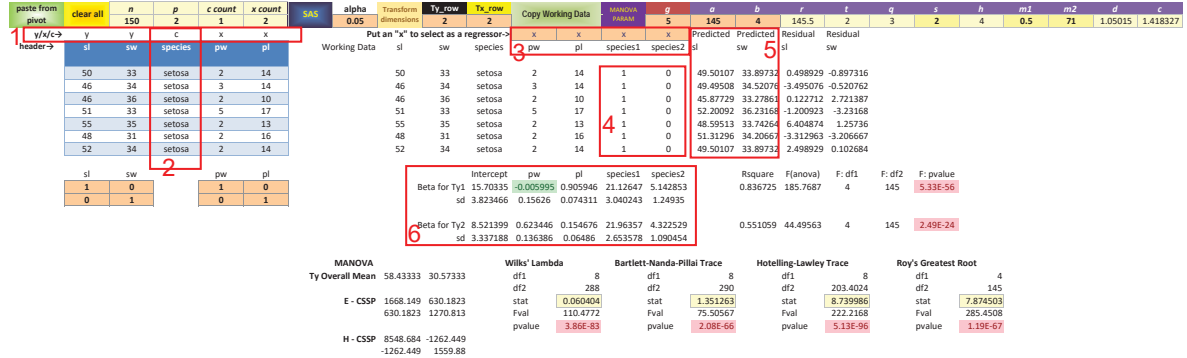 paste from pivot clear all n p c count x count SAS alpha Transform dimensions Ty_row Tx_row Copy Working Data MANOVA PARAM g a b r t q s h m1 m2 d c
150 2 1 2 0.05 2 2 5 145 4 145.5 2 3 2 4 0.5 71 1.05015 1.418327
1 y/x/c-> y y c x x Put an "x" to select as a regressor-> x x x x Predicted Predicted Residual Residual
header-> sl sw species pw pl Working Data sl sw species 3 pw pl species1 species2 sl sw 5 sl sw
50 33 setosa 2 14 50 33 setosa 2 14 1 0 49.50107 33.89732 0.498929 -0.897316
46 34 setosa 3 14 46 34 setosa 3 14 1 0 49.49508 34.52076 -3.495076 -0.520762
46 36 setosa 2 10 46 36 setosa 2 10 1 0 45.87729 33.27861 0.122712 2.721387
51 33 setosa 5 17 51 33 setosa 5 17 1 0 52.20092 36.23168 -1.200923 -3.23168
55 35 setosa 2 13 55 35 setosa 2 13 4 1 0 48.59513 33.74264 6.404874 1.25736
48 31 setosa 2 16 48 31 setosa 2 16 1 0 51.31296 34.20667 -3.312963 -3.206667
52 34 setosa 2 14 52 34 setosa 2 14 1 0 49.50107 33.89732 2.498929 0.102684
2
sl sw pw pl Intercept pw pl species1 species2 Rsquare F(anova) F: df1 F: df2 F: pvalue
1 0 1 0 Beta for Ty1 15.70335 -0.005995 0.905946 21.12647 5.142853 0.836725 185.7687 4 145 5.33E-56
0 1 0 1 sd 3.823466 0.15626 0.074311 3.040243 1.24935
6 Beta for Ty2 8.521399 0.623446 0.154676 21.96357 4.322529 0.551059 44.49563 4 145 2.49E-24
sd 3.337188 0.136386 0.06486 2.653578 1.090454
MANOVA Wilks' Lambda Bartlett-Nanda-Pillai Trace Hotelling-Lawley Trace Roy's Greatest Root
Ty Overall Mean 58.43333 30.57333 df1 8 df1 8 df1 8 df1 4
df2 288 df2 290 df2 203.4024 df2 145
E - CSSP 1668.149 630.1823 stat 0.060404 stat 1.351263 stat 8.739986 stat 7.874503
630.1823 1270.813 Fval 110.4772 Fval 75.50567 Fval 222.2168 Fval 285.4508
pvalue 3.86E-83 pvalue 2.08E-66 pvalue 5.13E-96 pvalue 1.19E-67
H - CSSP 8548.684 -1262.449
-1262.449 1559.88